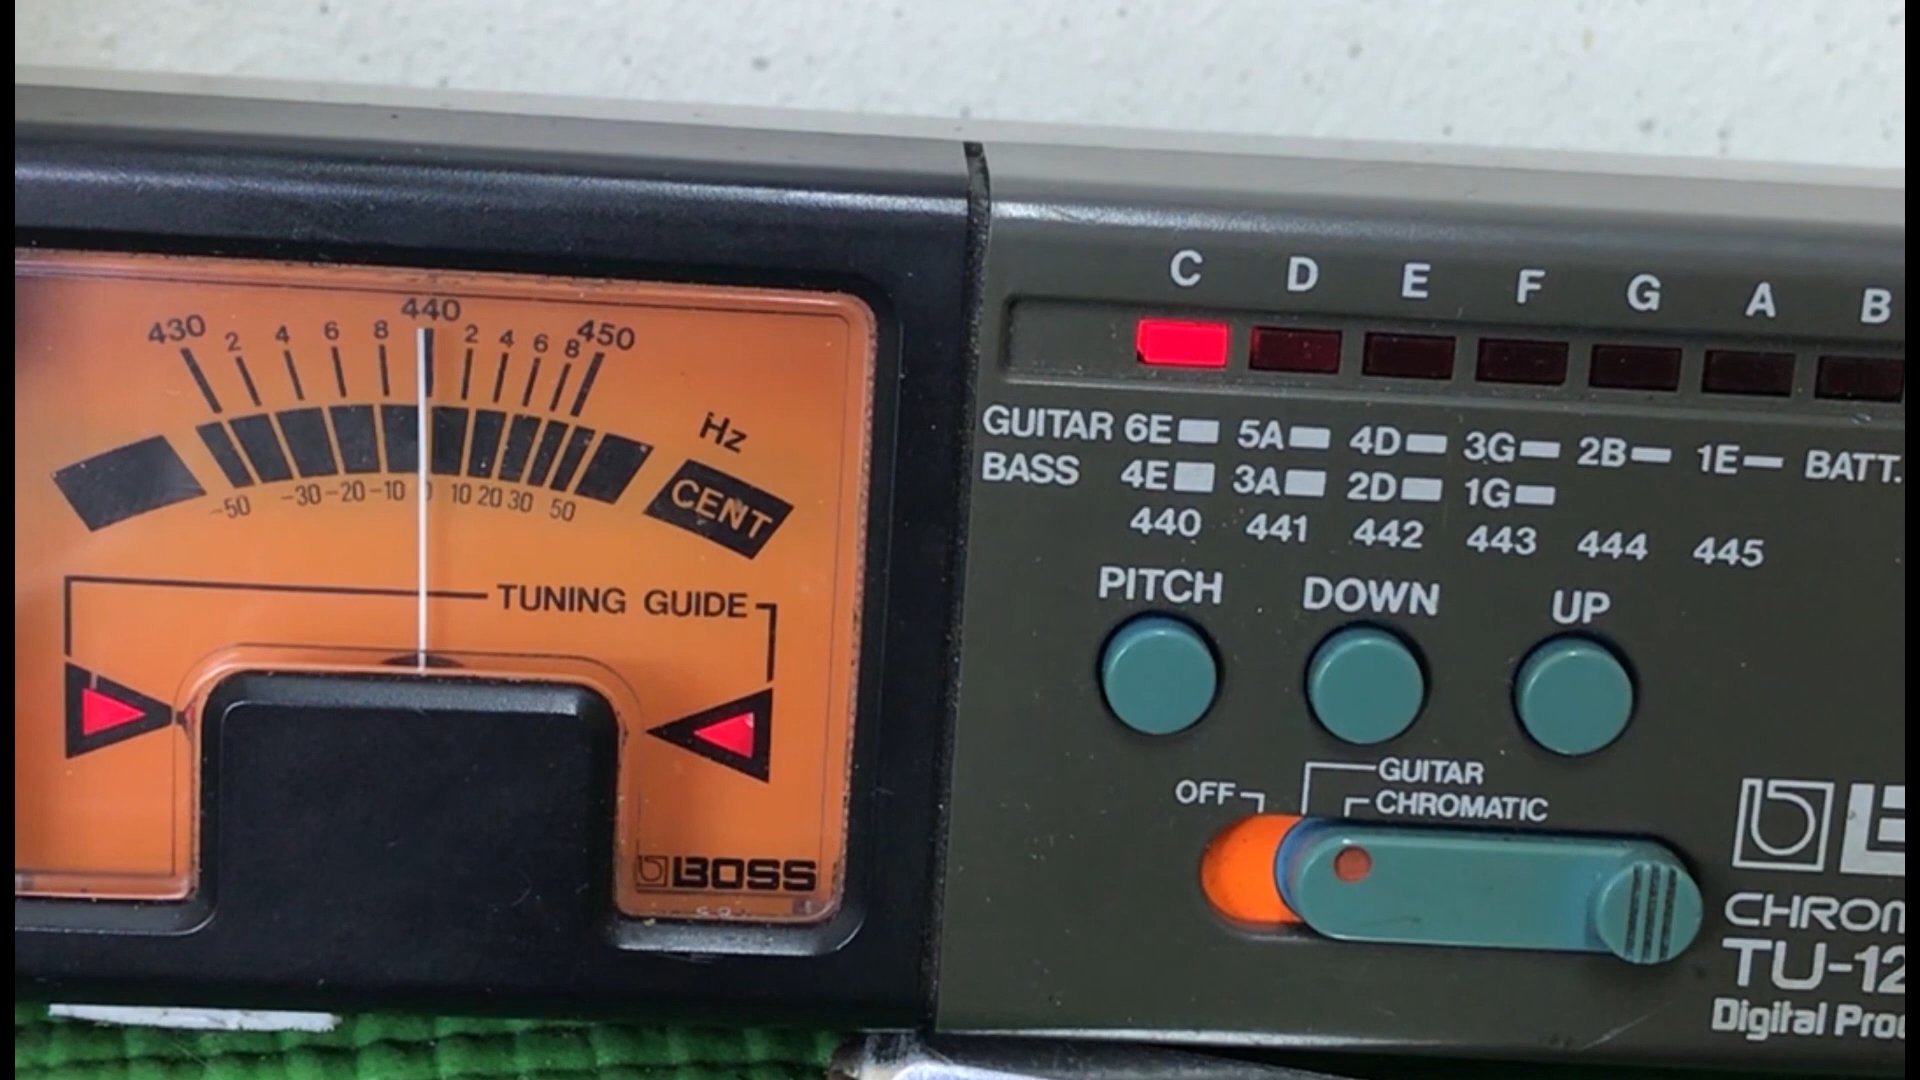 430 2 4 6 8 440 2 4 6 8 450
Hz
CENT
-50 -30 -20 -10 0 10 20 30 50
TUNING GUIDE
BOSS
C D E F G A B
GUITAR 6E 5A 4D 3G 2B 1E BATT.
BASS 4E 3A 2D 1G
440 441 442 443 444 445
PITCH DOWN UP
OFF
GUITAR
CHROMATIC
CHROM
TU-12
Digital Proc